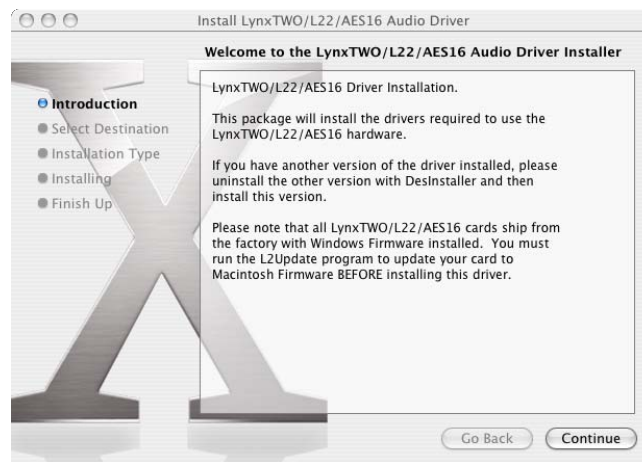 Install LynxTWO/L22/AES16 Audio Driver
Welcome to the LynxTWO/L22/AES16 Audio Driver Installer
Introduction
Select Destination
Installation Type
Installing
Finish Up
LynxTWO/L22/AES16 Driver Installation.
This package will install the drivers required to use the
LynxTWO/L22/AES16 hardware.
If you have another version of the driver installed, please
uninstall the other version with DesInstaller and then
install this version.
Please note that all LynxTWO/L22/AES16 cards ship from
the factory with Windows Firmware installed.  You must
run the L2Update program to update your card to
Macintosh Firmware BEFORE installing this driver.
Go Back
Continue